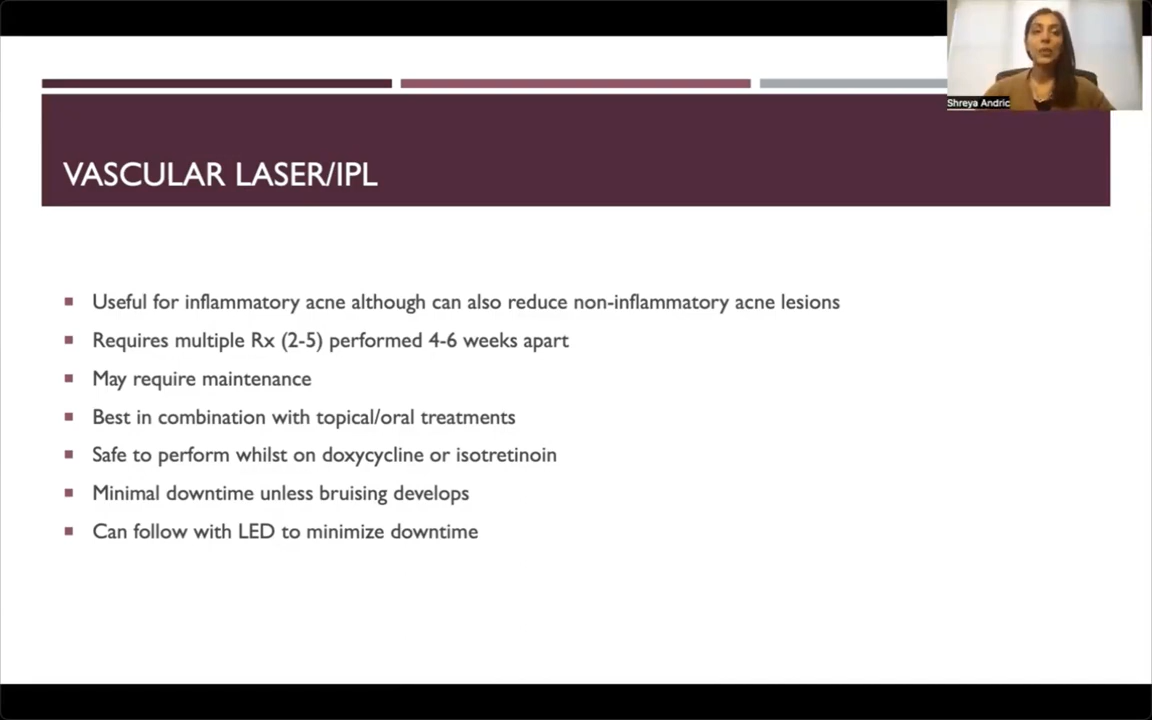 Shreya Andric
VASCULAR LASER/IPL
Useful for inflammatory acne although can also reduce non-inflammatory acne lesions
Requires multiple Rx (2-5) performed 4-6 weeks apart
May require maintenance
Best in combination with topical/oral treatments
Safe to perform whilst on doxycycline or isotretinoin
Minimal downtime unless bruising develops
Can follow with LED to minimize downtime